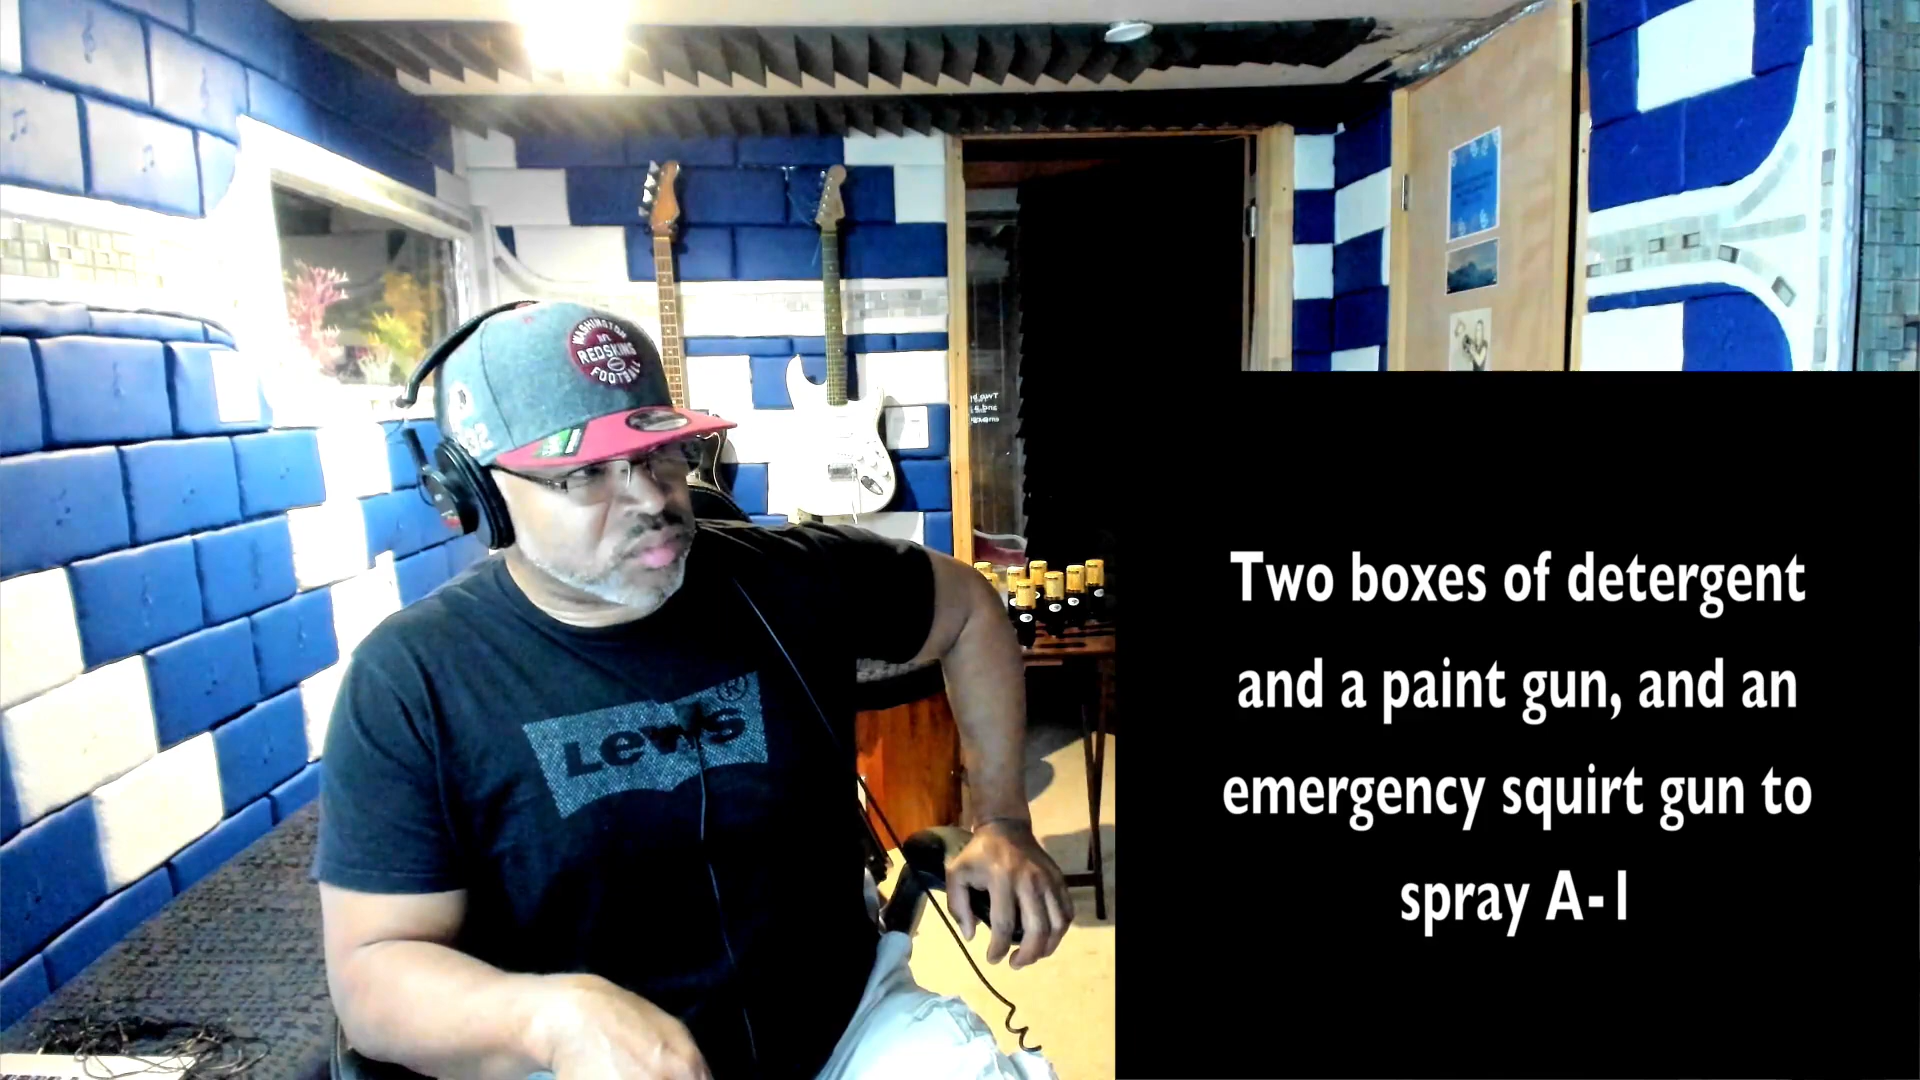 WASHINGTON
REDSKINS
FOOTBALL
Levi's
®
Two boxes of detergent
and a paint gun, and an
emergency squirt gun to
spray A-1